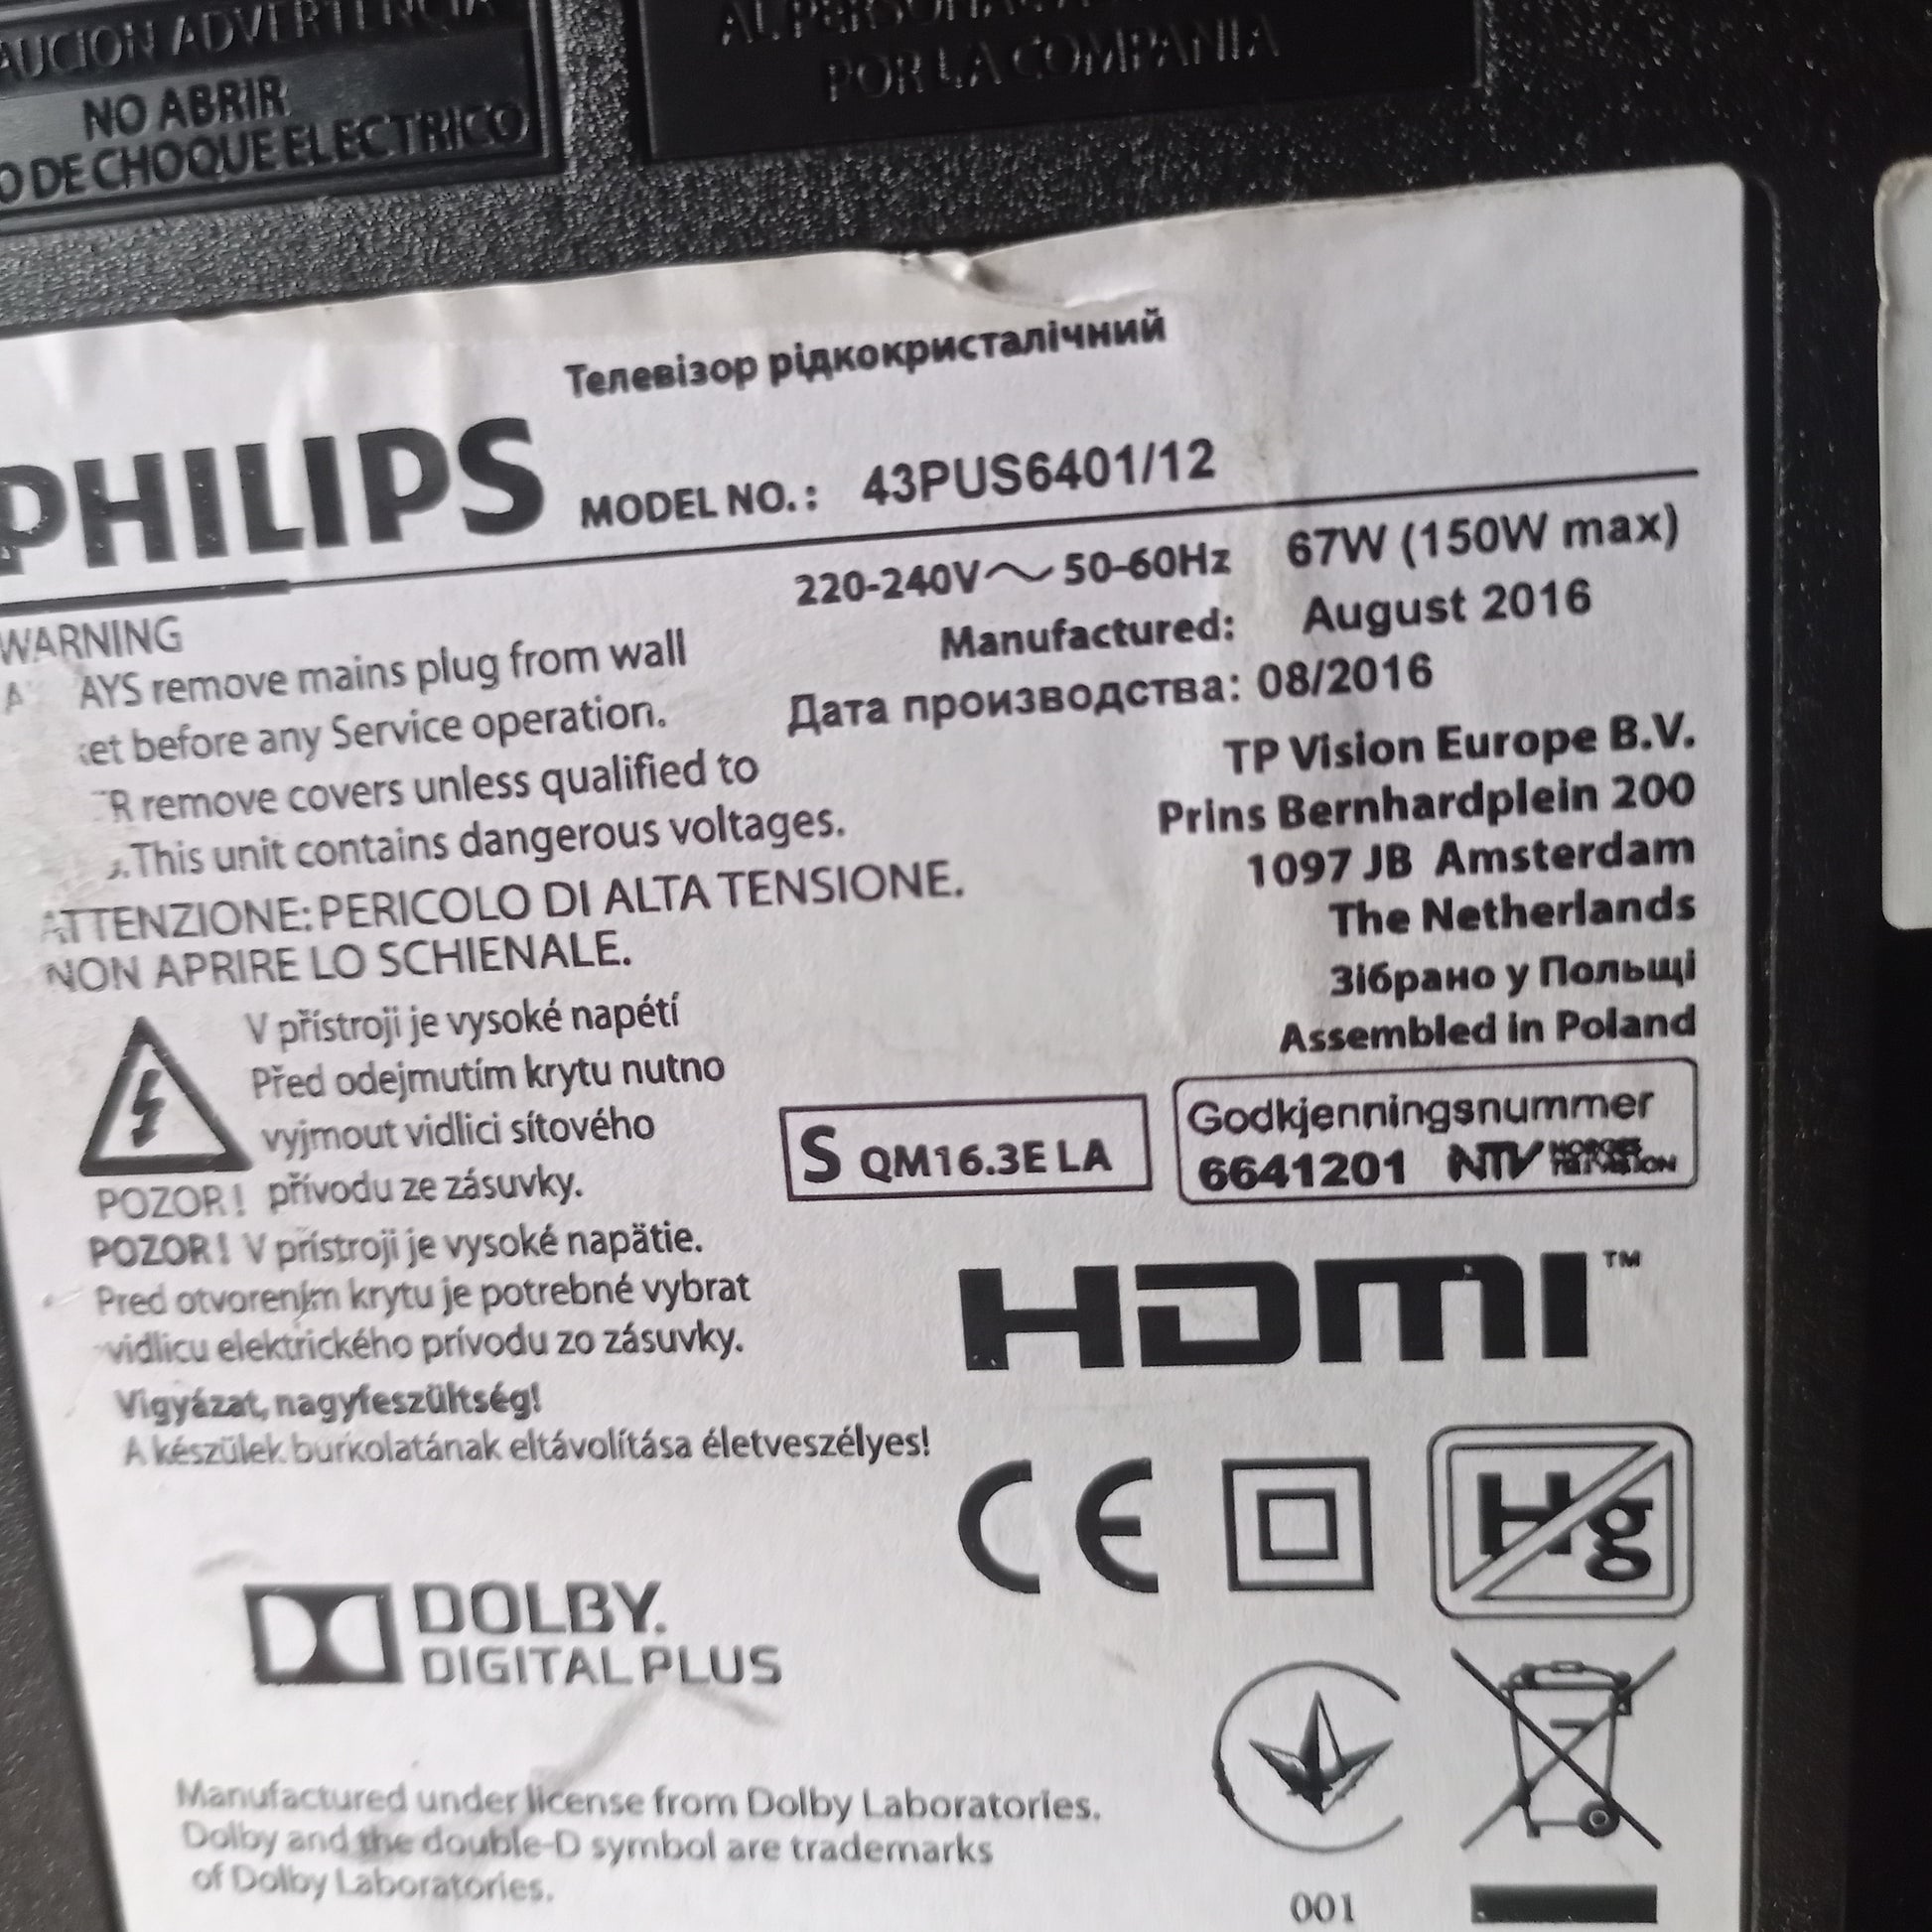 CION ADVERTENCIA
NO ABRIR
O DE CHOQUE ELECTRICO
POR LA COMPANIA
Телевізор рідкокристалічний
PHILIPS MODEL NO.: 43PUS6401/12
220-240V~50-60Hz 67W (150W max)
Manufactured: August 2016
Дата производства: 08/2016
TP Vision Europe B.V.
Prins Bernhardplein 200
1097 JB Amsterdam
The Netherlands
Зібрано у Польщі
Assembled in Poland
WARNING
AYS remove mains plug from wall
et before any Service operation.
R remove covers unless qualified to
. This unit contains dangerous voltages.
ATTENZIONE: PERICOLO DI ALTA TENSIONE.
NON APRIRE LO SCHIENALE.
V přístroji je vysoké napétí
Před odejmutím krytu nutno
vyjmout vidlici sítového
POZOR! přívodu ze zásuvky.
POZOR! V prístroji je vysoké napätie.
Pred otvorením krytu je potrebné vybrat
vidlicu elektrického prívodu zo zásuvky.
Vigyázat, nagyfeszültség!
A készülek burkolatának eltávolítása életveszélyes!
S QM16.3E LA
Godkjenningsnummer
6641201 NTV
HDMI™
CE
Hg
DOLBY.
DIGITAL PLUS
Manufactured under license from Dolby Laboratories.
Dolby and the double-D symbol are trademarks
of Dolby Laboratories.
001